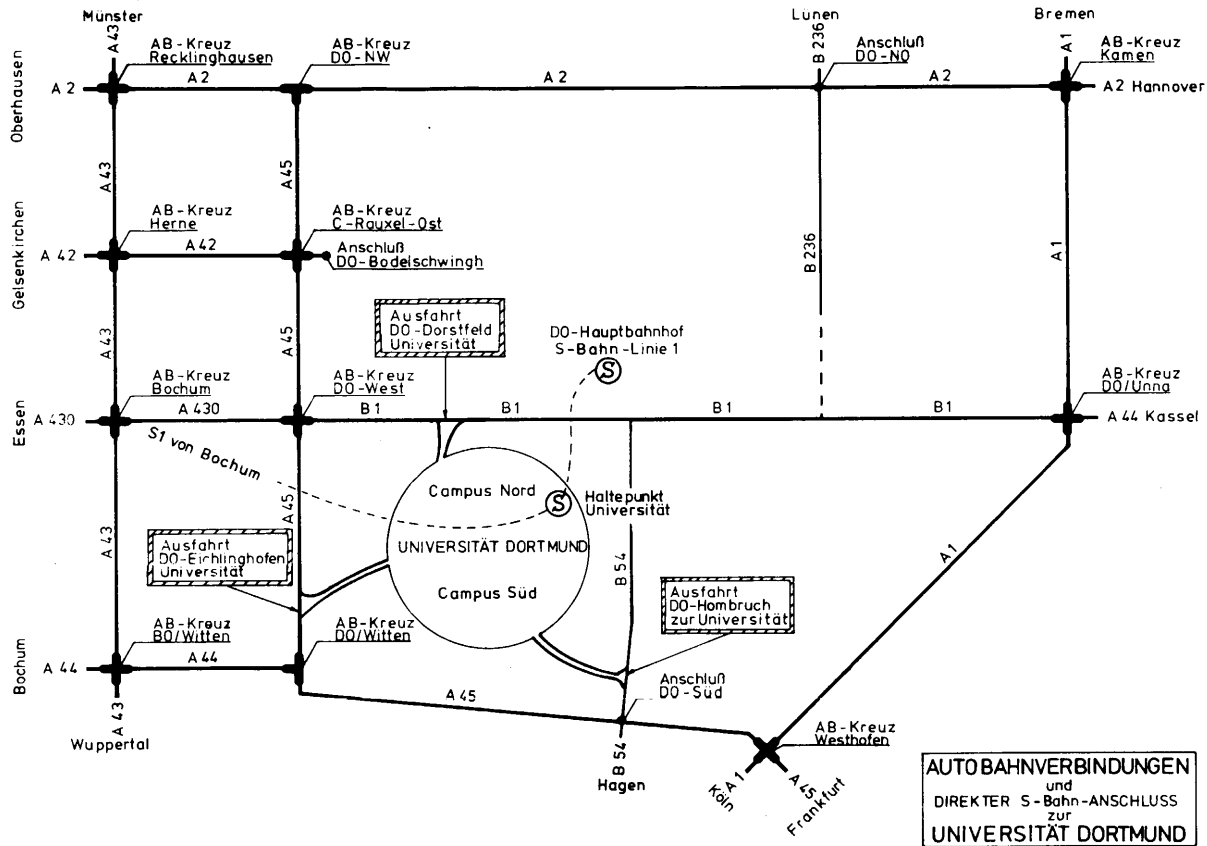 Münster
Lünen
Bremen
A 43
B 236
A 1
AB-Kreuz
Recklinghausen
AB-Kreuz
DO-NW
Anschluß
DO-NO
AB-Kreuz
Kamen
Oberhausen
A 2
A 2
A 2
A 2
A 2 Hannover
A 43
A 45
AB-Kreuz
Herne
AB-Kreuz
C-Rauxel-Ost
Gelsenkirchen
A 42
A 42
Anschluß
DO-Bodelschwingh
B 236
A 1
A 43
A 45
Ausfahrt
DO-Dorstfeld
Universität
DO-Hauptbahnhof
S-Bahn-Linie 1
S
AB-Kreuz
Bochum
AB-Kreuz
DO-West
AB-Kreuz
DO/Unna
Essen
A 430
A 430
B 1
B 1
B 1
B 1
A 44 Kassel
S1 von Bochum
Campus Nord
S
Haltepunkt
Universität
A 45
A 43
UNIVERSITÄT DORTMUND
Campus Süd
B 54
A 1
Ausfahrt
DO-Eichlinghofen
Universität
Ausfahrt
DO-Hombruch
zur Universität
AB-Kreuz
BO/Witten
AB-Kreuz
DO/Witten
Bochum
A 44
A 44
Anschluß
DO-Süd
A 45
A 43
Wuppertal
B 54
Hagen
AB-Kreuz
Westhofen
A 1
Köln
A 45
Frankfurt
AUTOBAHNVERBINDUNGEN
und
DIREKTER S-Bahn-ANSCHLUSS
zur
UNIVERSITÄT DORTMUND